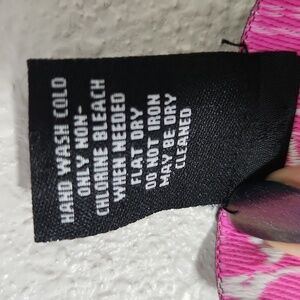 HAND WASH COLD
ONLY NON-
CHLORINE BLEACH
WHEN NEEDED
FLAT DRY
DO NOT IRON
MAY BE DRY
CLEANED